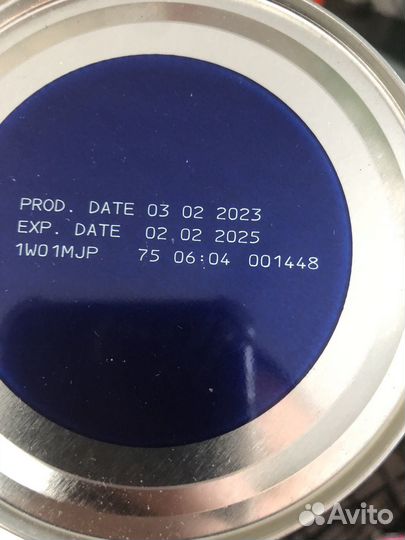 PROD. DATE 03 02 2023
EXP. DATE 02 02 2025
1W01MJP 75 06:04 001448
Avito